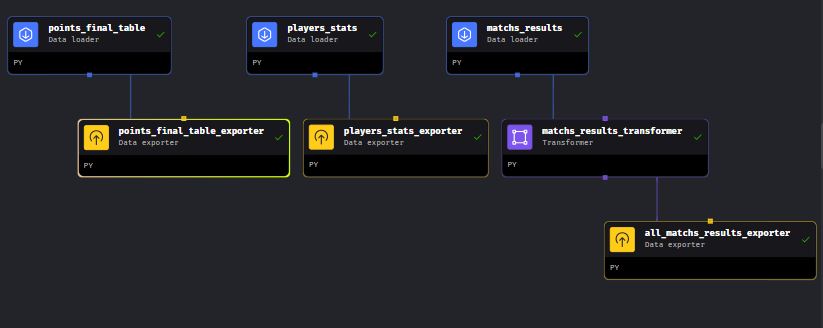 points_final_table
Data loader
PY
players_stats
Data loader
PY
matchs_results
Data loader
PY
points_final_table_exporter
Data exporter
PY
players_stats_exporter
Data exporter
PY
matchs_results_transformer
Transformer
PY
all_matchs_results_exporter
Data exporter
PY